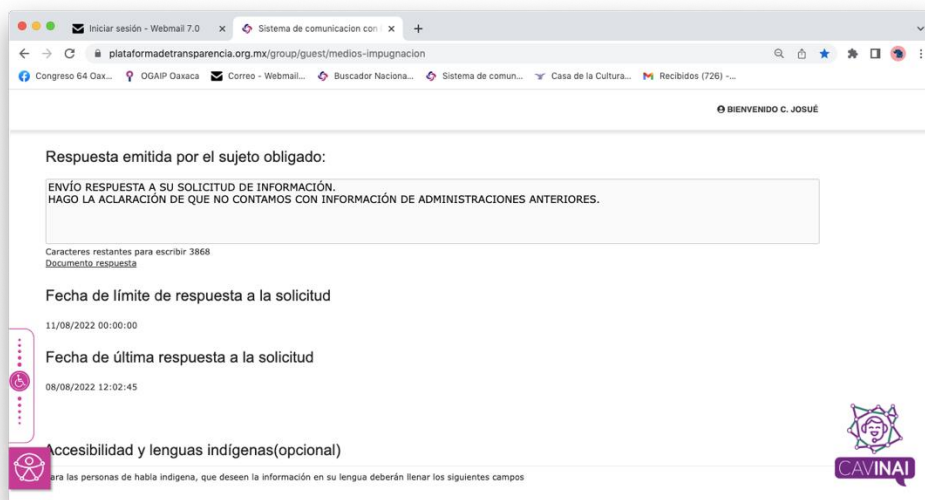 Iniciar sesión - Webmail 7.0
Sistema de comunicacion con
plataformadetransparencia.org.mx/group/guest/medios-impugnacion
Congreso 64 Oax...
OGAIP Oaxaca
Correo - Webmail...
Buscador Naciona...
Sistema de comun...
Casa de la Cultura...
Recibidos (726) -...
BIENVENIDO C. JOSUÉ
Respuesta emitida por el sujeto obligado:
ENVÍO RESPUESTA A SU SOLICITUD DE INFORMACIÓN.
HAGO LA ACLARACIÓN DE QUE NO CONTAMOS CON INFORMACIÓN DE ADMINISTRACIONES ANTERIORES.
Caracteres restantes para escribir 3868
Documento respuesta
Fecha de límite de respuesta a la solicitud
11/08/2022 00:00:00
Fecha de última respuesta a la solicitud
08/08/2022 12:02:45
Accesibilidad y lenguas indígenas(opcional)
ara las personas de habla indigena, que deseen la información en su lengua deberán llenar los siguientes campos
CAVINAI